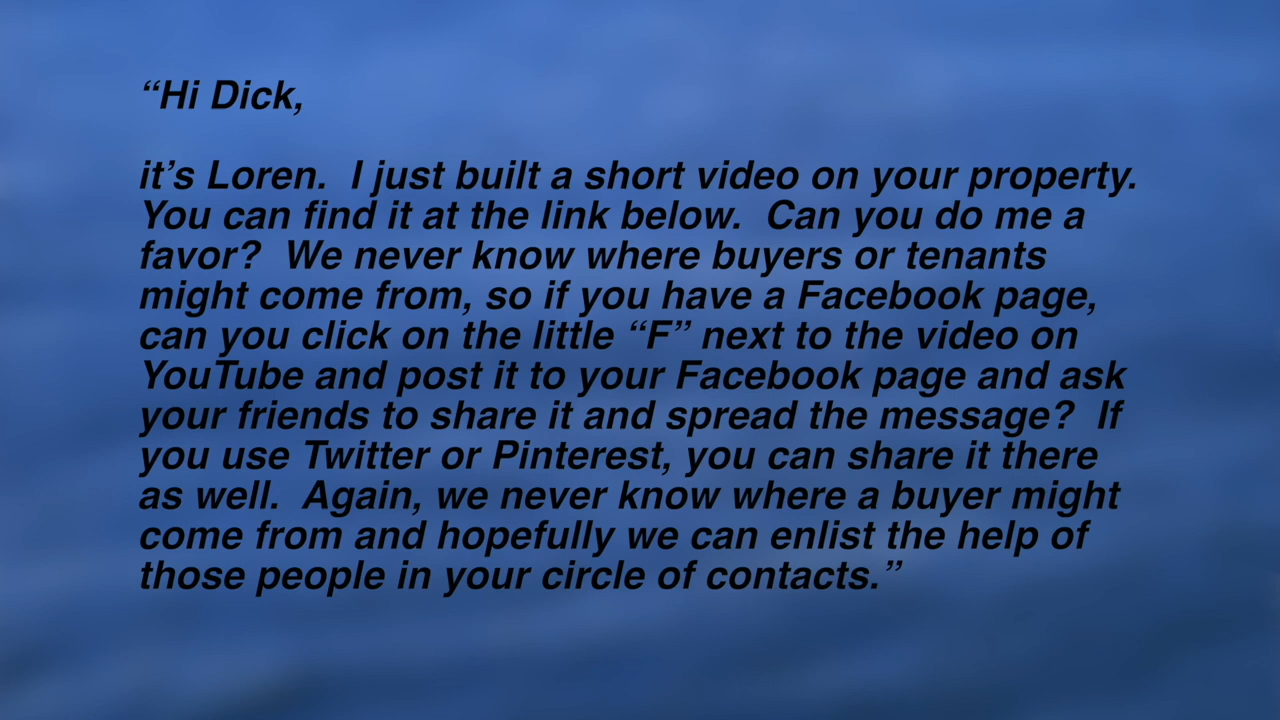 “Hi Dick,
it’s Loren.  I just built a short video on your property.
You can find it at the link below.  Can you do me a
favor?  We never know where buyers or tenants
might come from, so if you have a Facebook page,
can you click on the little “F” next to the video on
YouTube and post it to your Facebook page and ask
your friends to share it and spread the message?  If
you use Twitter or Pinterest, you can share it there
as well.  Again, we never know where a buyer might
come from and hopefully we can enlist the help of
those people in your circle of contacts.”